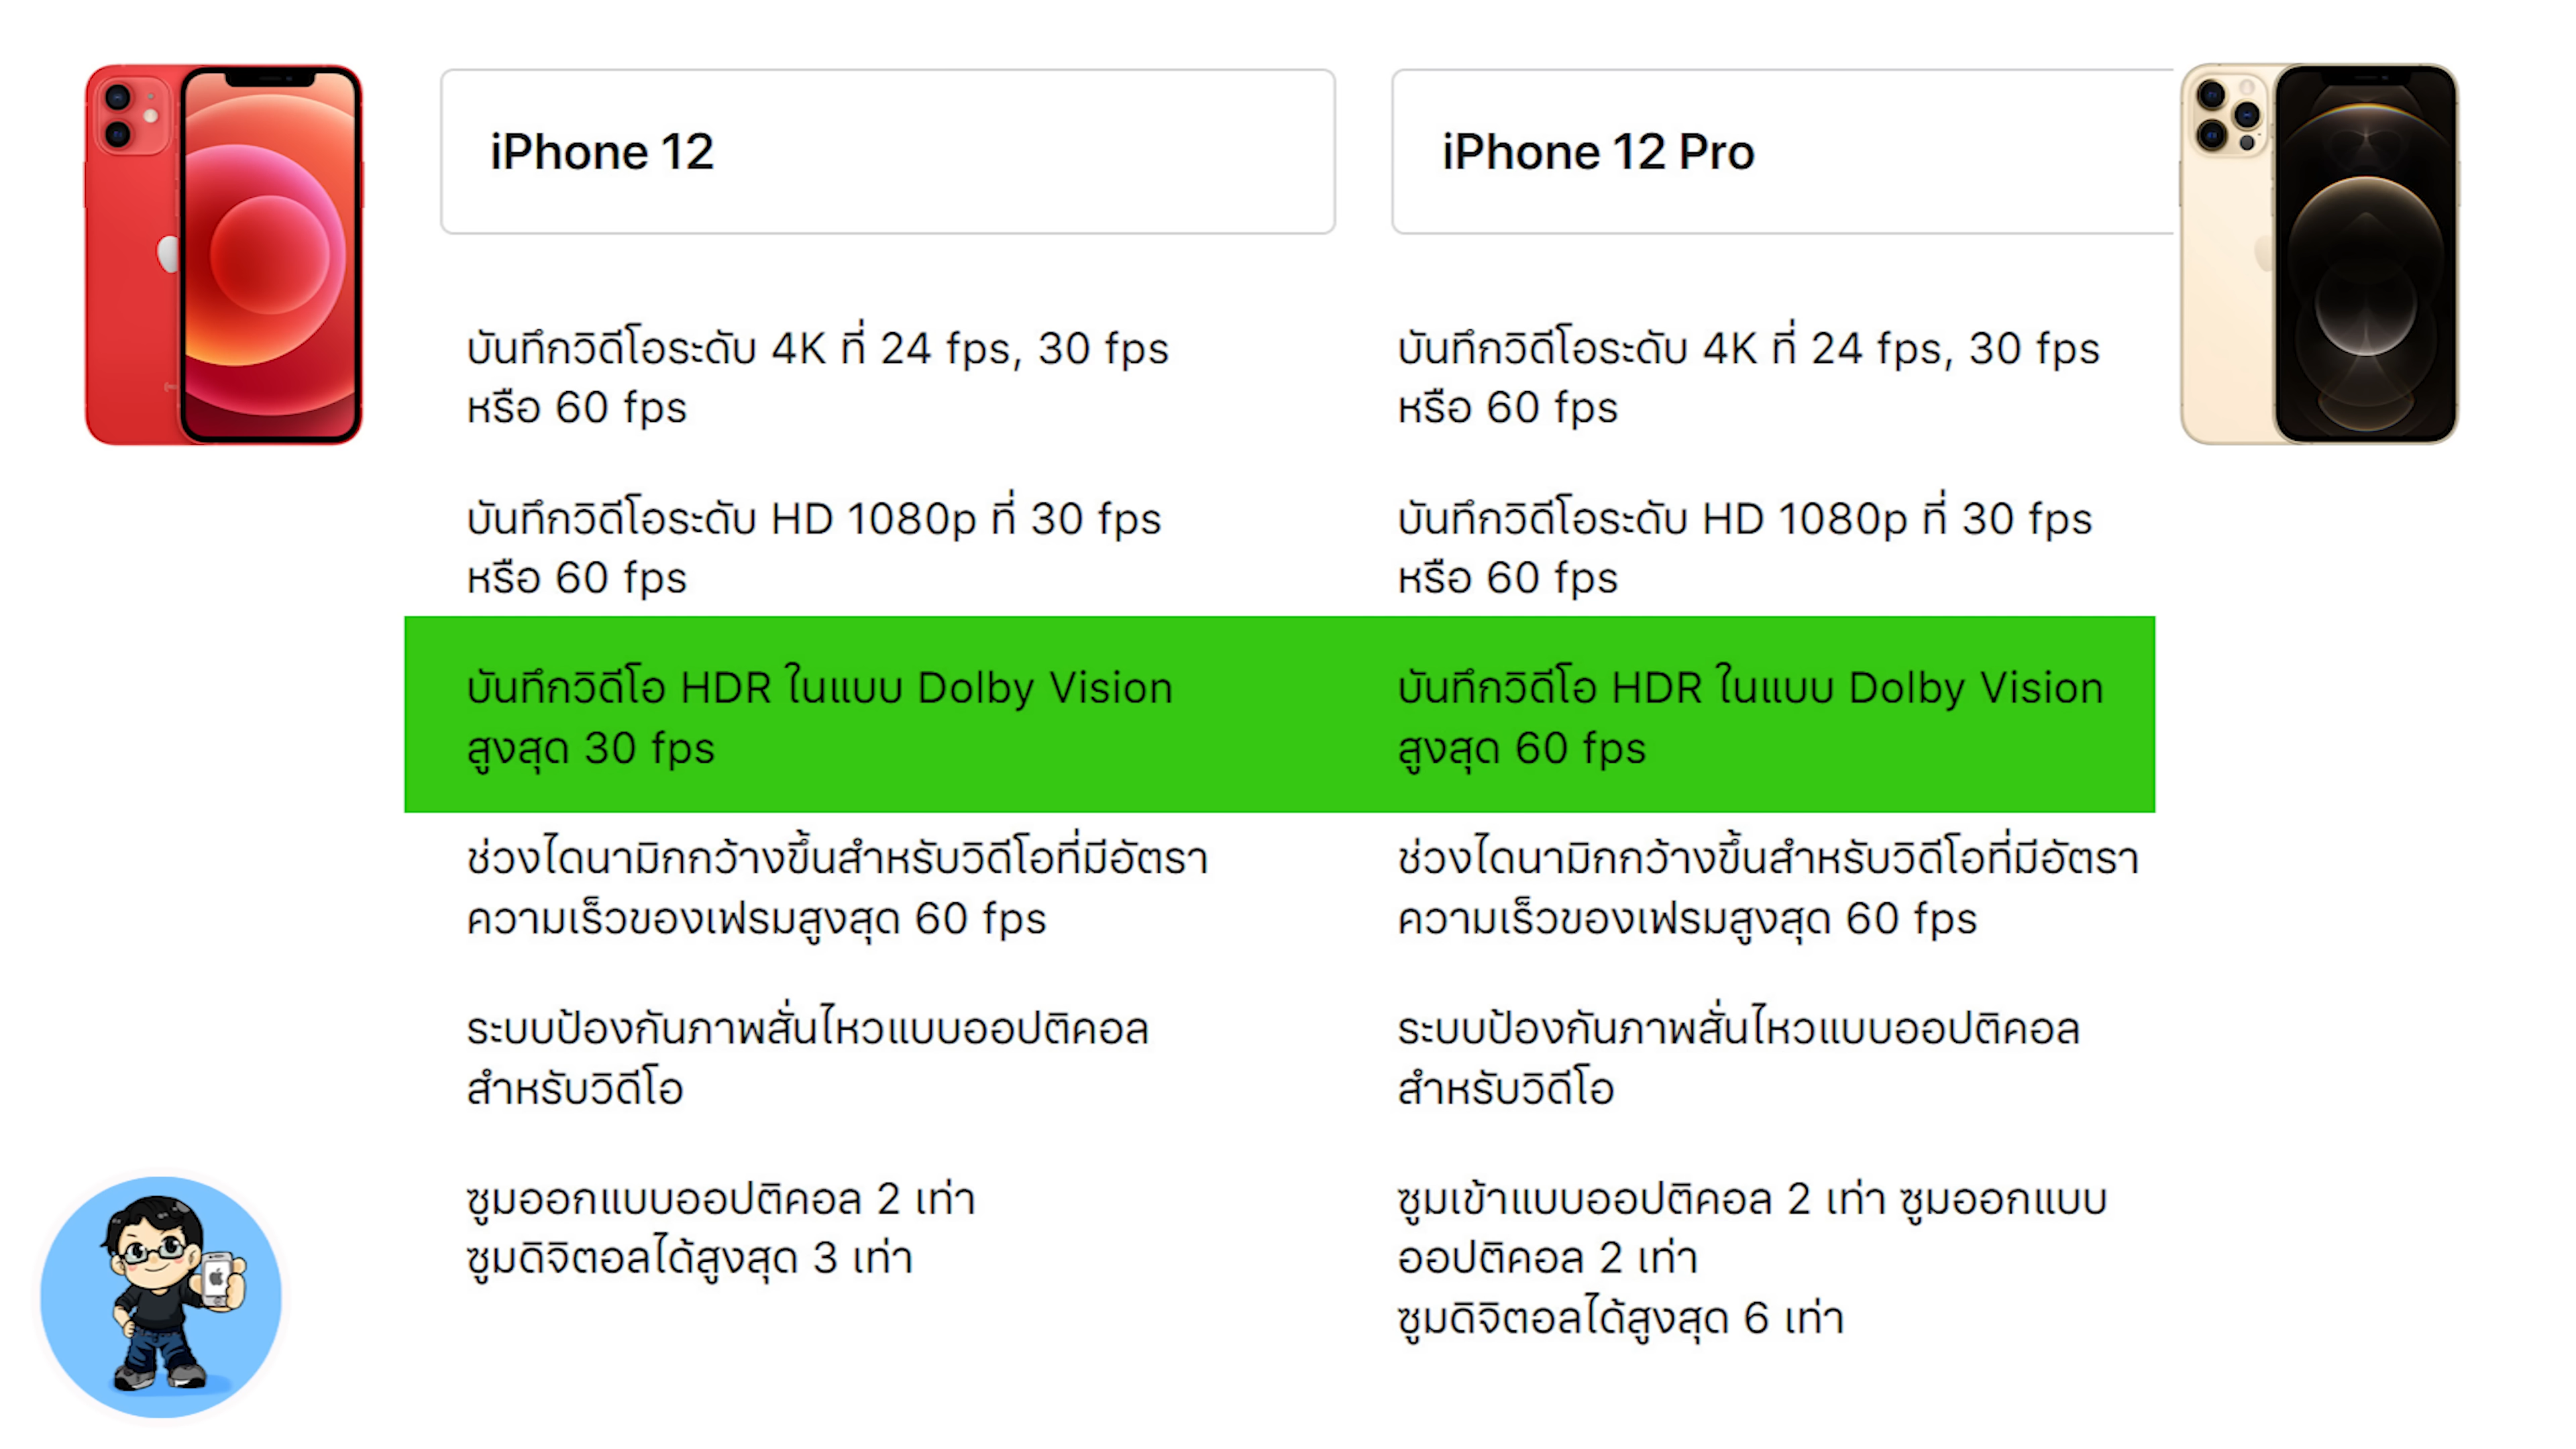 iPhone 12
บันทึกวิดีโอระดับ 4K ที่ 24 fps, 30 fps
หรือ 60 fps
บันทึกวิดีโอระดับ HD 1080p ที่ 30 fps
หรือ 60 fps
บันทึกวิดีโอ HDR ในแบบ Dolby Vision
สูงสุด 30 fps
ช่วงไดนามิกกว้างขึ้นสำหรับวิดีโอที่มีอัตรา
ความเร็วของเฟรมสูงสุด 60 fps
ระบบป้องกันภาพสั่นไหวแบบออปติคอล
สำหรับวิดีโอ
ซูมออกแบบออปติคอล 2 เท่า
ซูมดิจิตอลได้สูงสุด 3 เท่า
iPhone 12 Pro
บันทึกวิดีโอระดับ 4K ที่ 24 fps, 30 fps
หรือ 60 fps
บันทึกวิดีโอระดับ HD 1080p ที่ 30 fps
หรือ 60 fps
บันทึกวิดีโอ HDR ในแบบ Dolby Vision
สูงสุด 60 fps
ช่วงไดนามิกกว้างขึ้นสำหรับวิดีโอที่มีอัตรา
ความเร็วของเฟรมสูงสุด 60 fps
ระบบป้องกันภาพสั่นไหวแบบออปติคอล
สำหรับวิดีโอ
ซูมเข้าแบบออปติคอล 2 เท่า ซูมออกแบบ
ออปติคอล 2 เท่า
ซูมดิจิตอลได้สูงสุด 6 เท่า